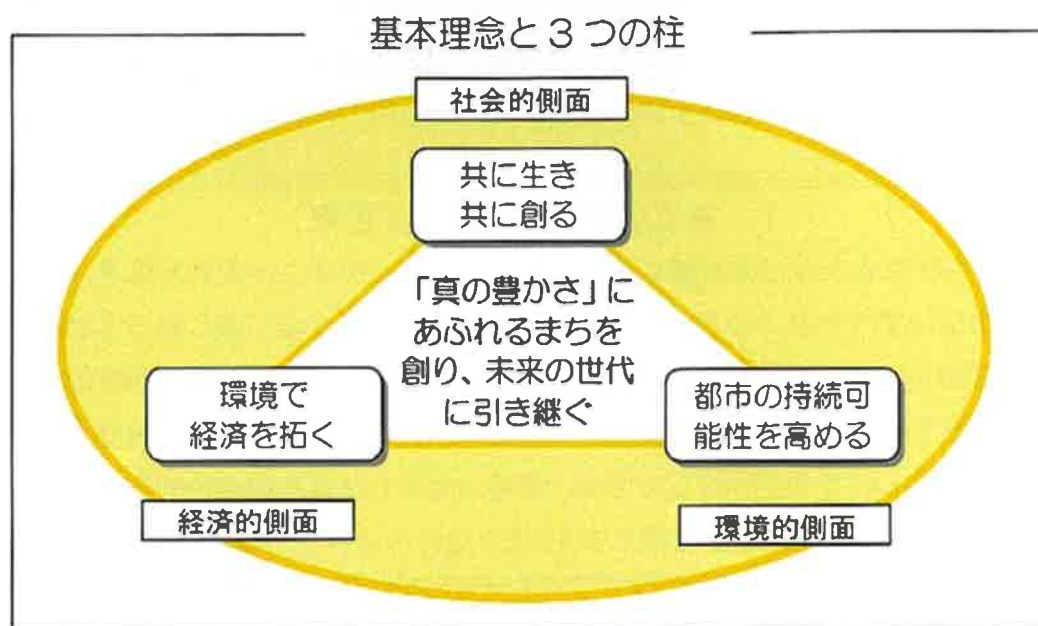 基本理念と3つの柱
社会的側面
共に生き
共に創る
「真の豊かさ」に
あふれるまちを
創り、未来の世代
に引き継ぐ
環境で
経済を拓く
都市の持続可
能性を高める
経済的側面
環境的側面